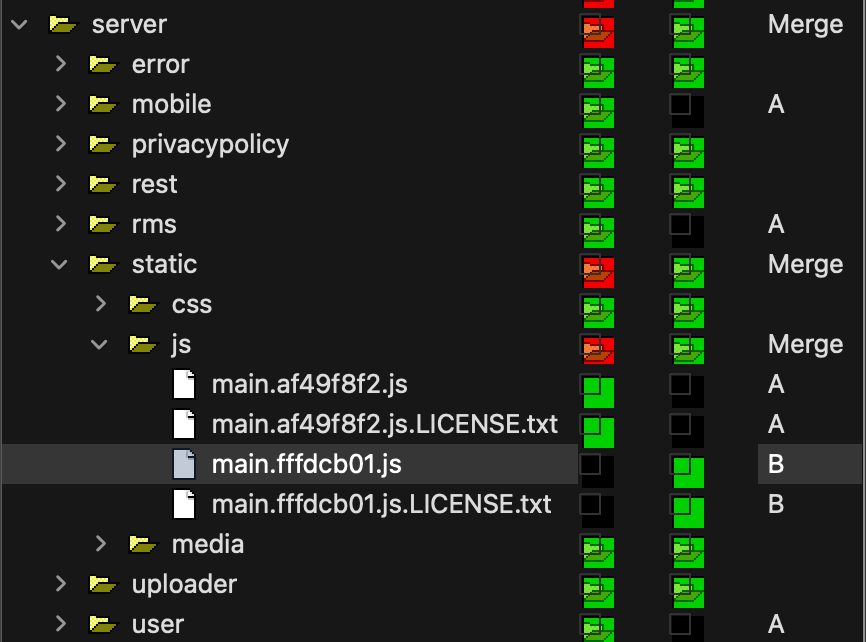 server Merge
error
mobile A
privacypolicy
rest
rms A
static Merge
css
js Merge
main.af49f8f2.js A
main.af49f8f2.js.LICENSE.txt A
main.fffdcb01.js B
main.fffdcb01.js.LICENSE.txt B
media
uploader
user A